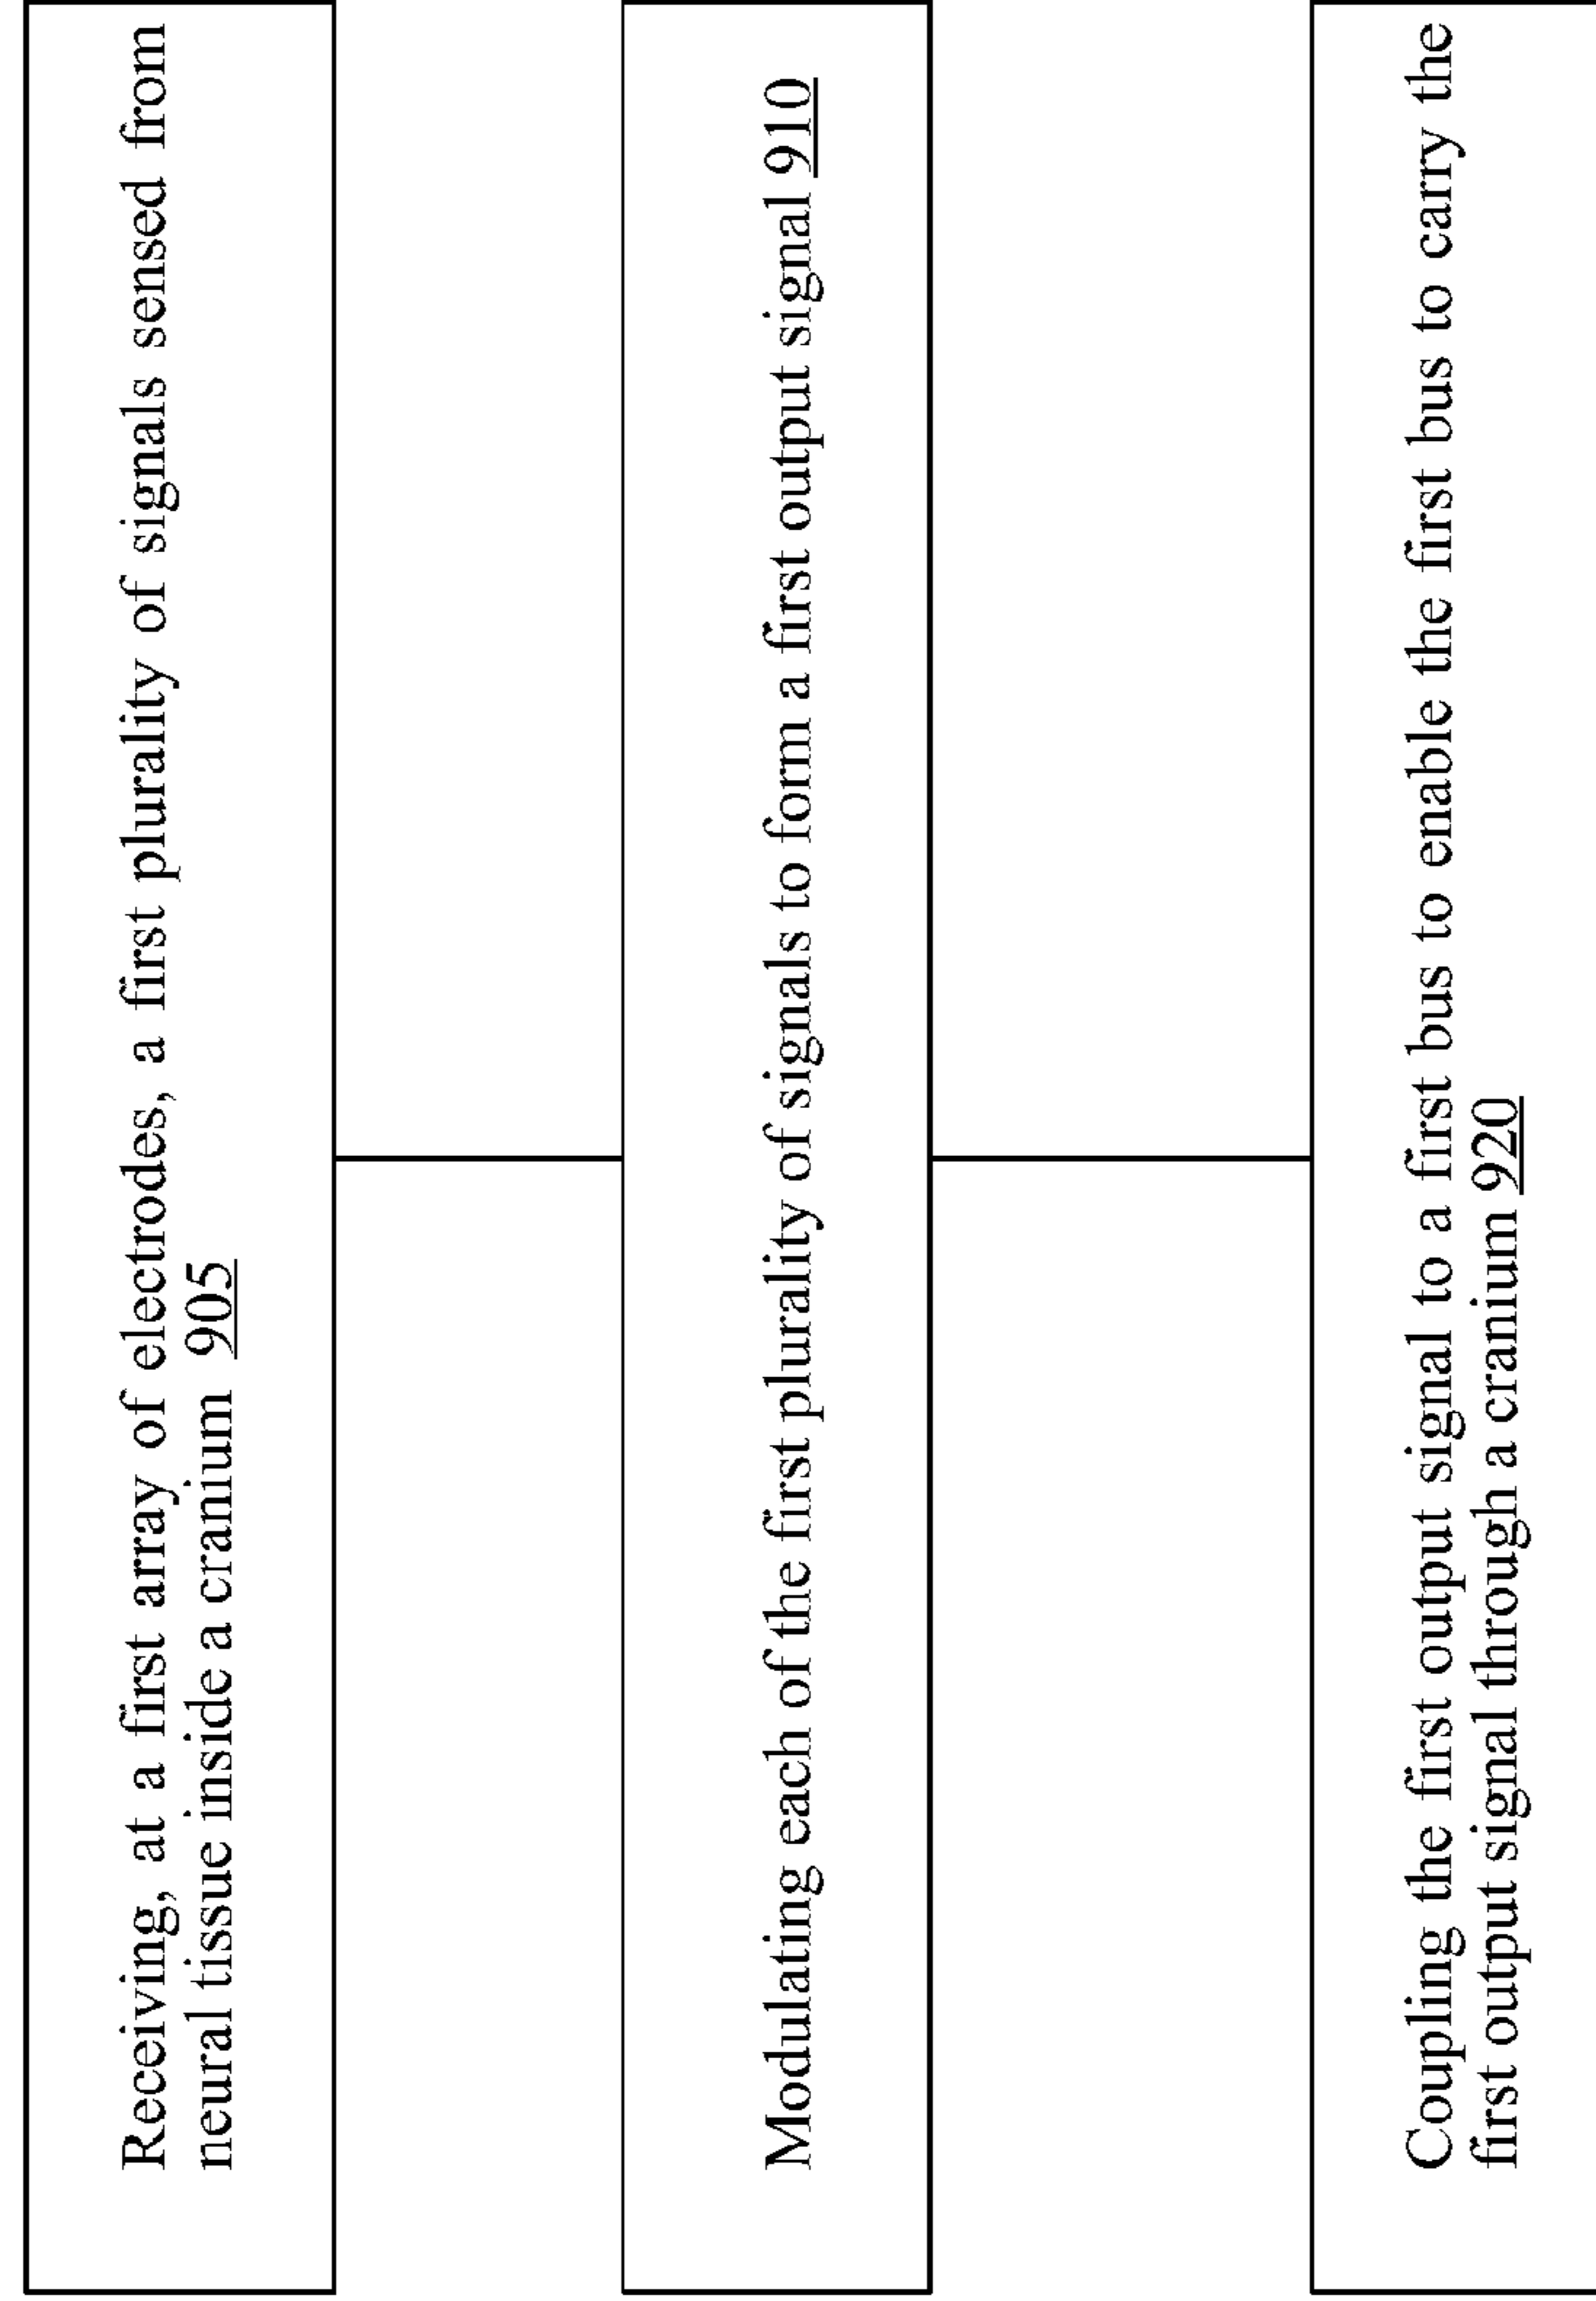 Receiving, at a first array of electrodes, a first plurality of signals sensed from
neural tissue inside a cranium 905
Modulating each of the first plurality of signals to form a first output signal 910
Coupling the first output signal to a first bus to enable the first bus to carry the
first output signal through a cranium 920